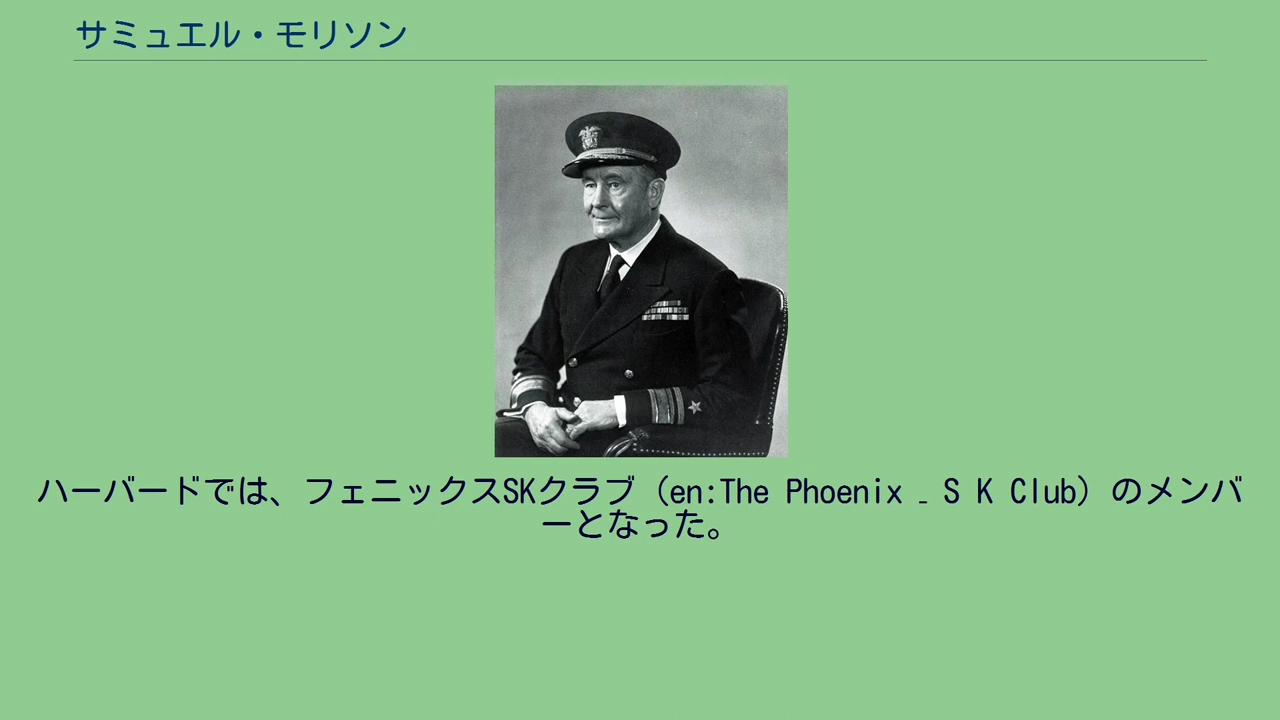 サミュエル・モリソン
ハーバードでは、フェニックスSKクラブ（en:The Phoenix - S K Club）のメンバ
ーとなった。